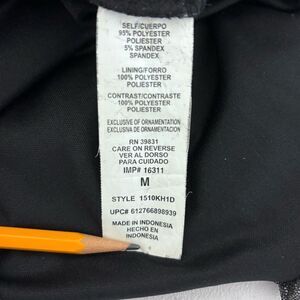 SELF/CUERPO
95% POLYESTER
POLIESTER
5% SPANDEX
SPANDEX
LINING/FORRO
100% POLYESTER
POLIESTER
CONTRAST/CONTRASTE
100% POLYESTER
POLIESTER
EXCLUSIVE OF ORNAMENTATION
EXCLUSIVO DE ORNAMENTACION
RN 39831
CARE ON REVERSE
VER AL DORSO
PARA CUIDADO
IMP# 16311
M
STYLE 1510KH1D
UPC# 612766898939
MADE IN INDONESIA
HECHO EN
INDONESIA